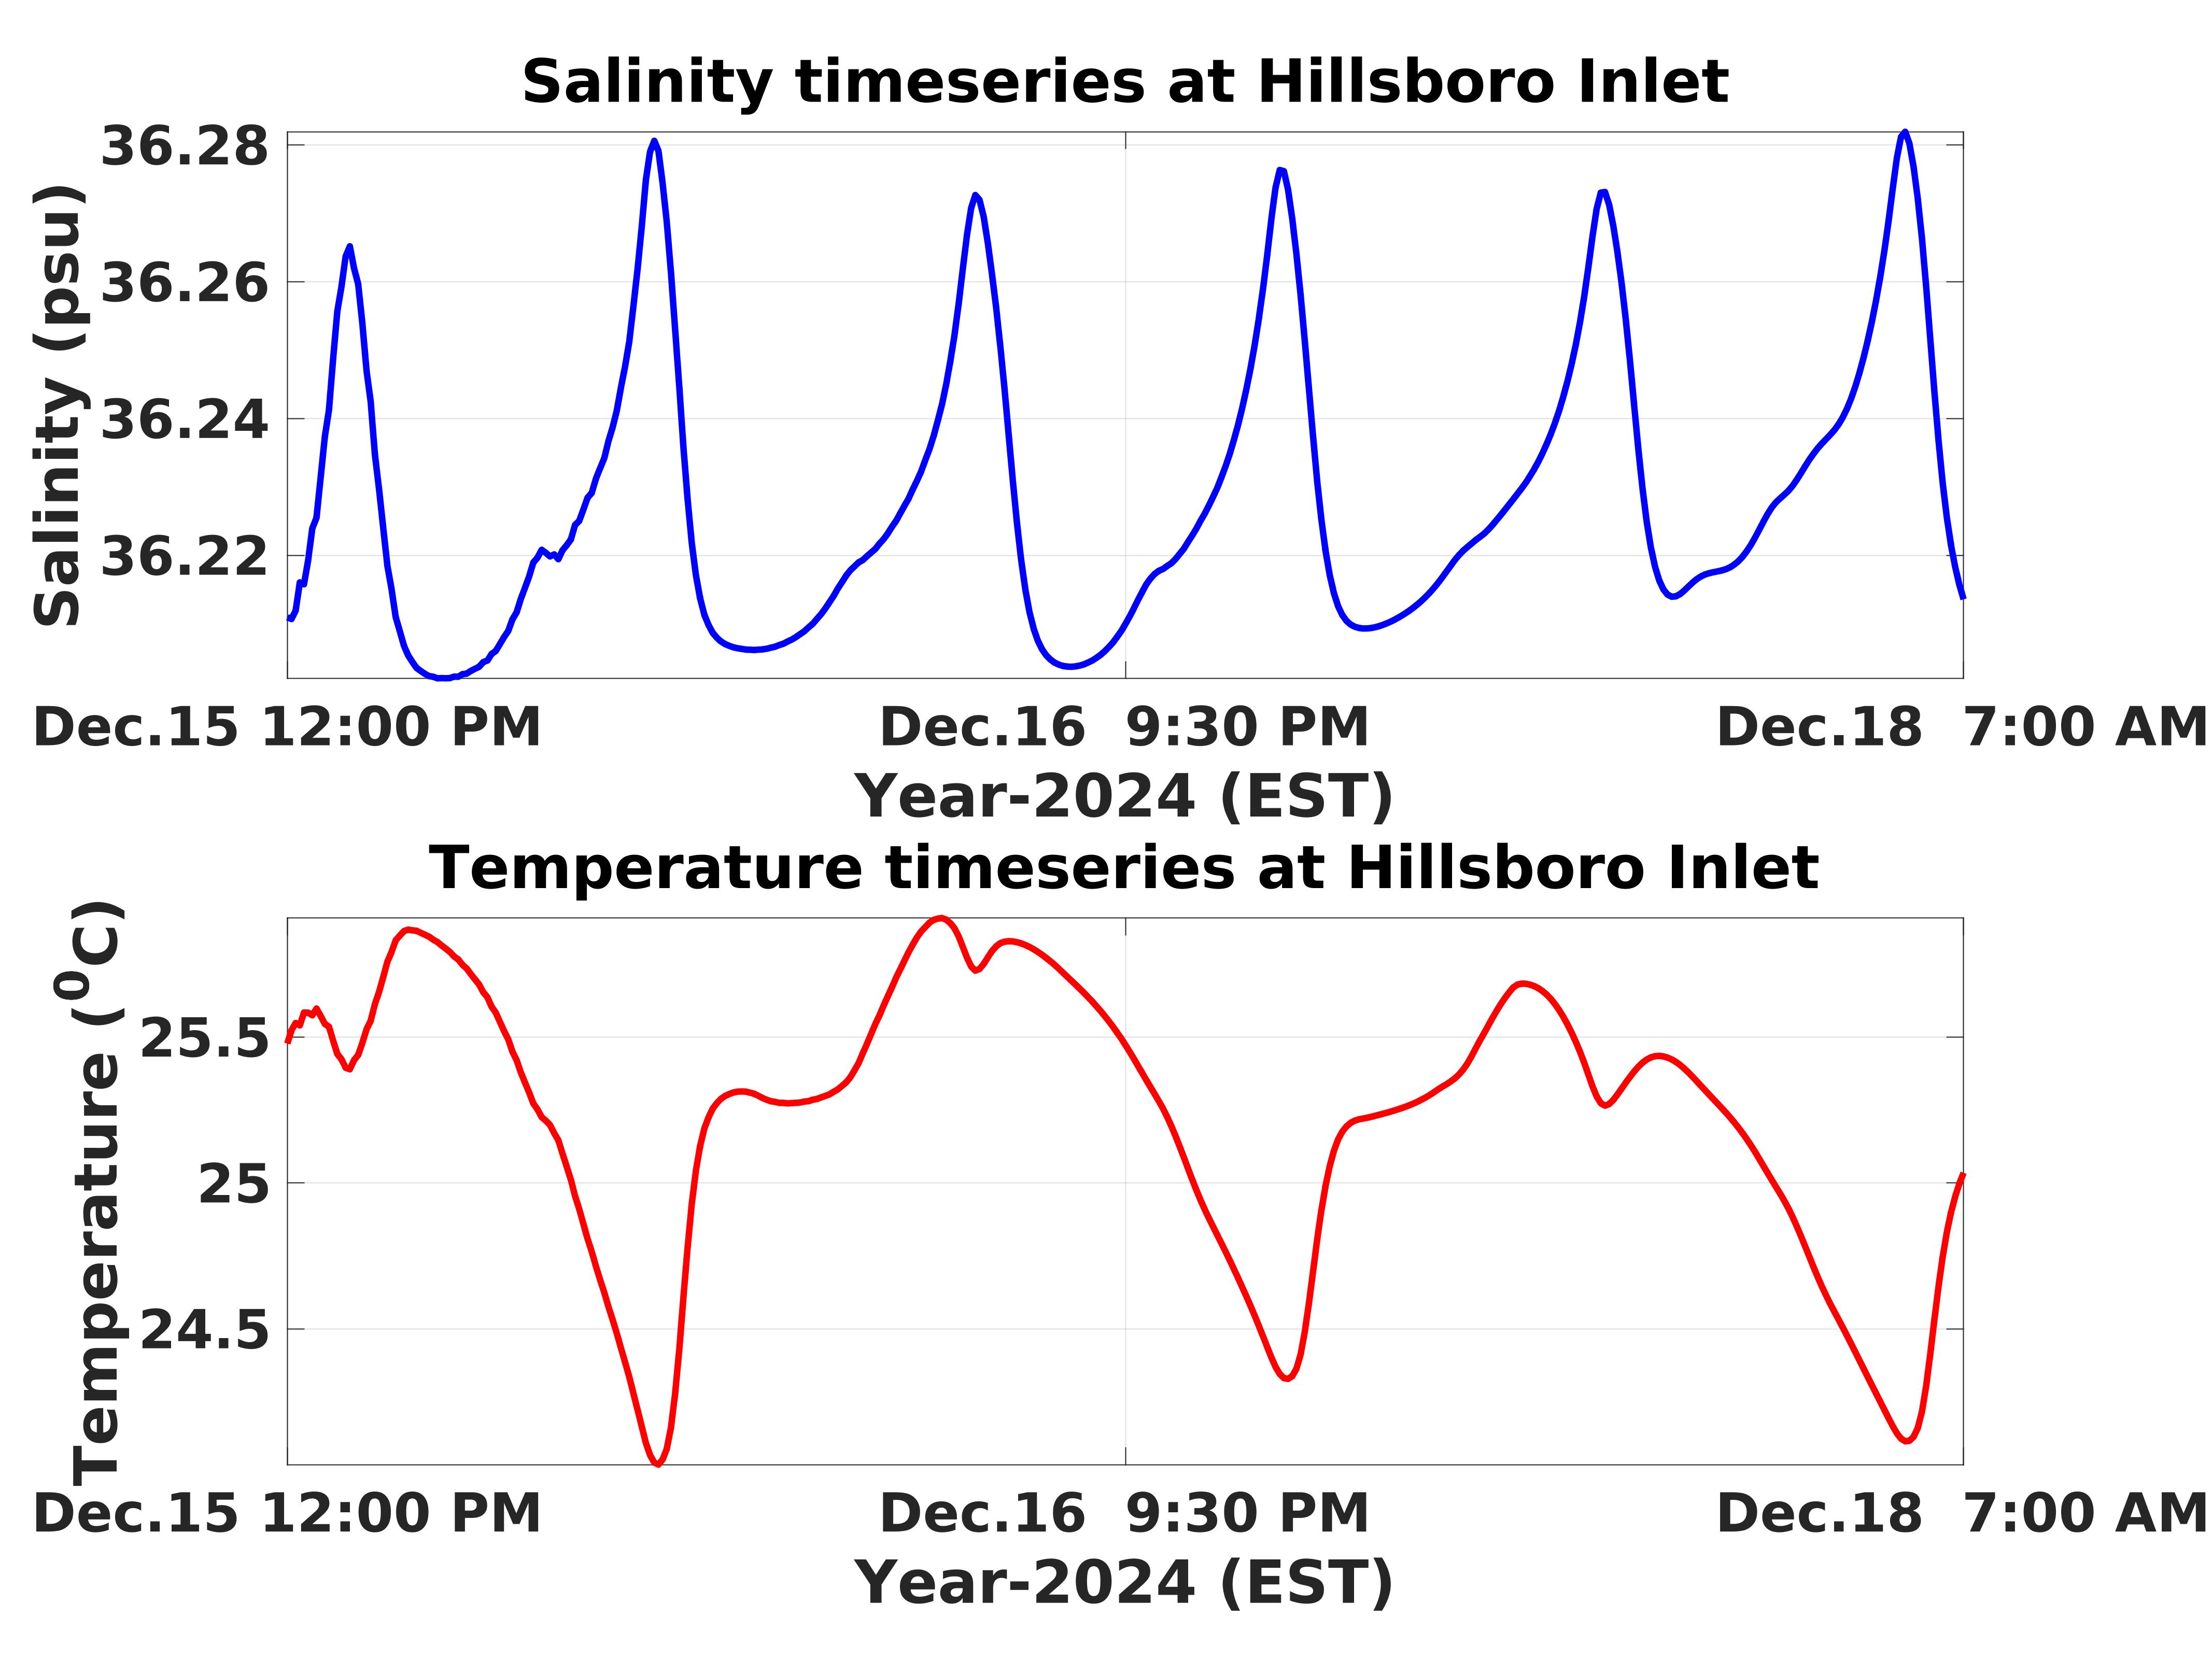 Salinity timeseries at Hillsboro Inlet
Salinity (psu)
36.28
36.26
36.24
36.22
Dec.15 12:00 PM
Dec.16  9:30 PM
Dec.18  7:00 AM
Year-2024 (EST)
Temperature timeseries at Hillsboro Inlet
Temperature (⁰C)
25.5
25
24.5
Dec.15 12:00 PM
Dec.16  9:30 PM
Dec.18  7:00 AM
Year-2024 (EST)